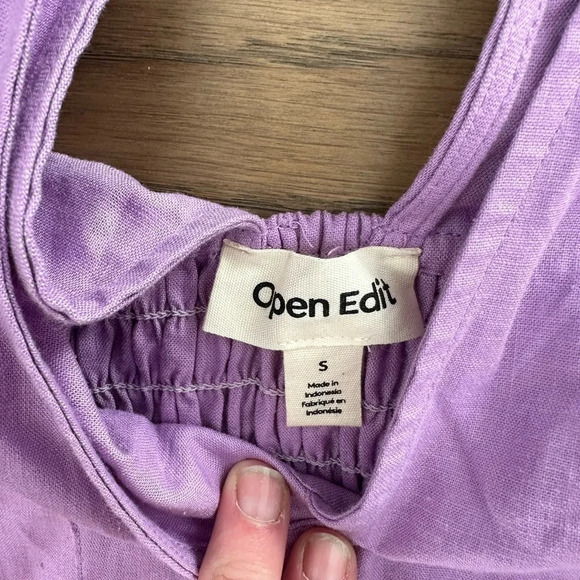 Open Edit
S
Made in
Indonesia
Fabriqué en
Indonésie